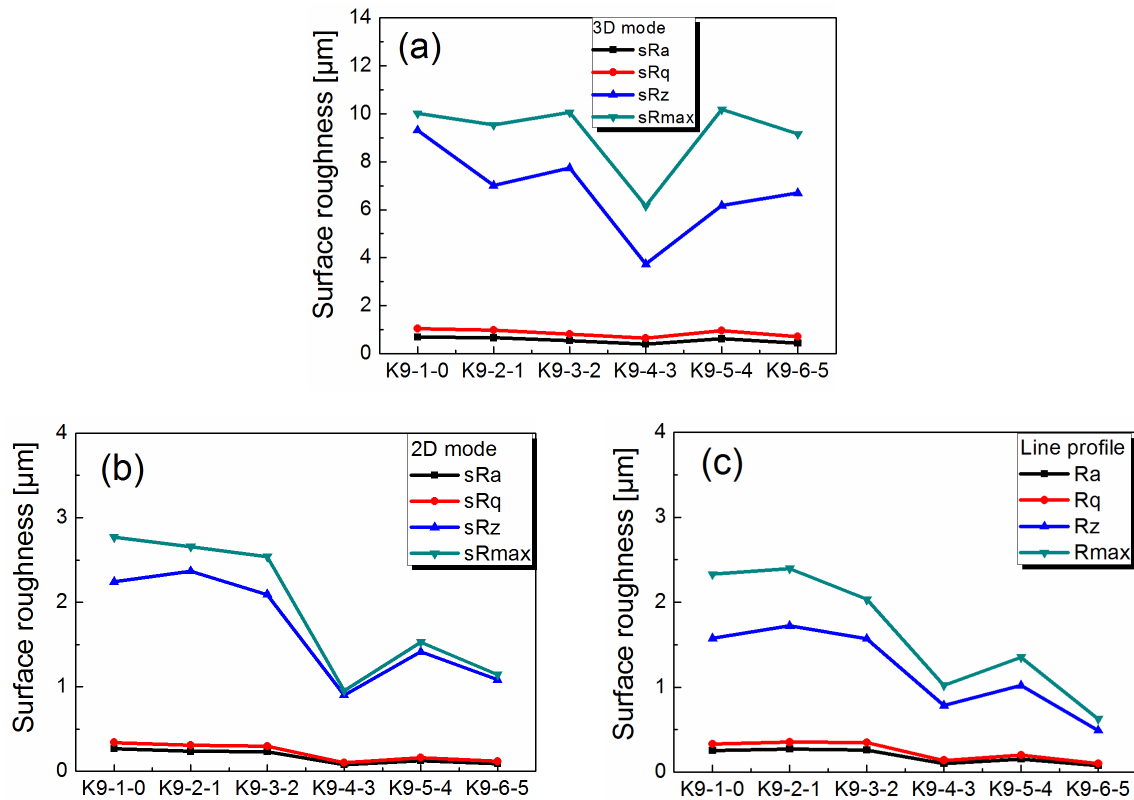 (a)
3D mode
sRa
sRq
sRz
sRmax
Surface roughness [µm]
14
12
10
8
6
4
2
0
K9-1-0 K9-2-1 K9-3-2 K9-4-3 K9-5-4 K9-6-5
(b)
2D mode
sRa
sRq
sRz
sRmax
Surface roughness [µm]
4
3
2
1
0
K9-1-0 K9-2-1 K9-3-2 K9-4-3 K9-5-4 K9-6-5
(c)
Line profile
Ra
Rq
Rz
Rmax
Surface roughness [µm]
4
3
2
1
0
K9-1-0 K9-2-1 K9-3-2 K9-4-3 K9-5-4 K9-6-5